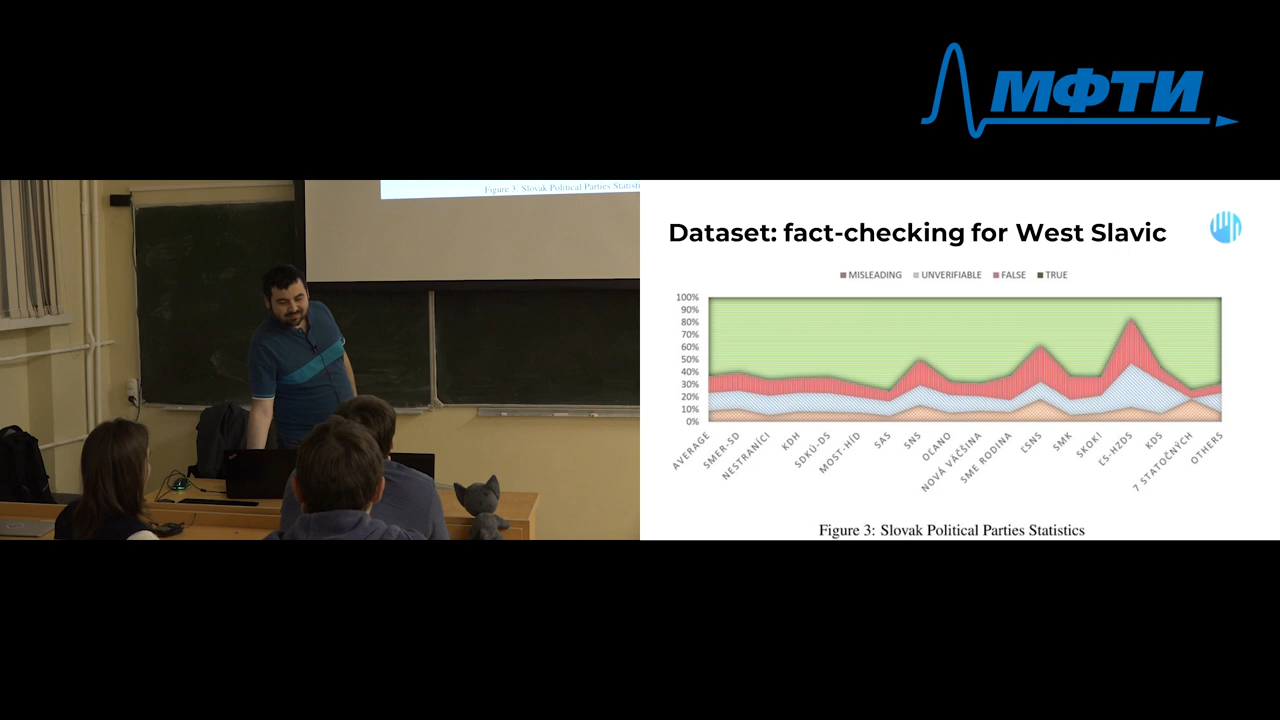 МФТИ
Figure 3: Slovak Political Parties Statisti
Dataset: fact-checking for West Slavic
MISLEADING UNVERIFIABLE FALSE TRUE
100%
90%
80%
70%
60%
50%
40%
30%
20%
10%
0%
AVERAGE
SMER-SD
NESTRANÍCI
KDH
SDKÚ-DS
MOST-HÍD
SAS
SNS
OĽANO
NOVÁ VÄČŠINA
SME RODINA
ĽSNS
SMK
SKOK!
ĽS-HZDS
KDS
7 STATOČNÝCH
OTHERS
Figure 3: Slovak Political Parties Statistics